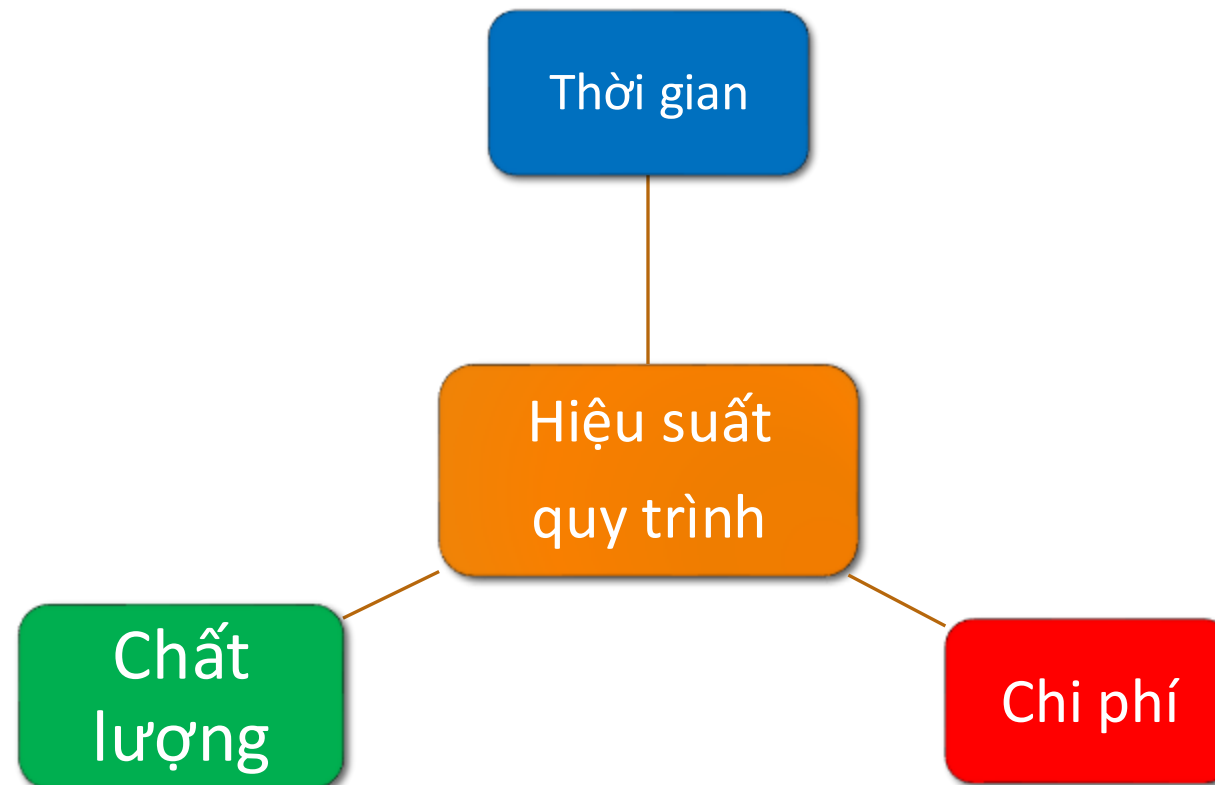 Thời gian
Hiệu suất
quy trình
Chất
lượng
Chi phí